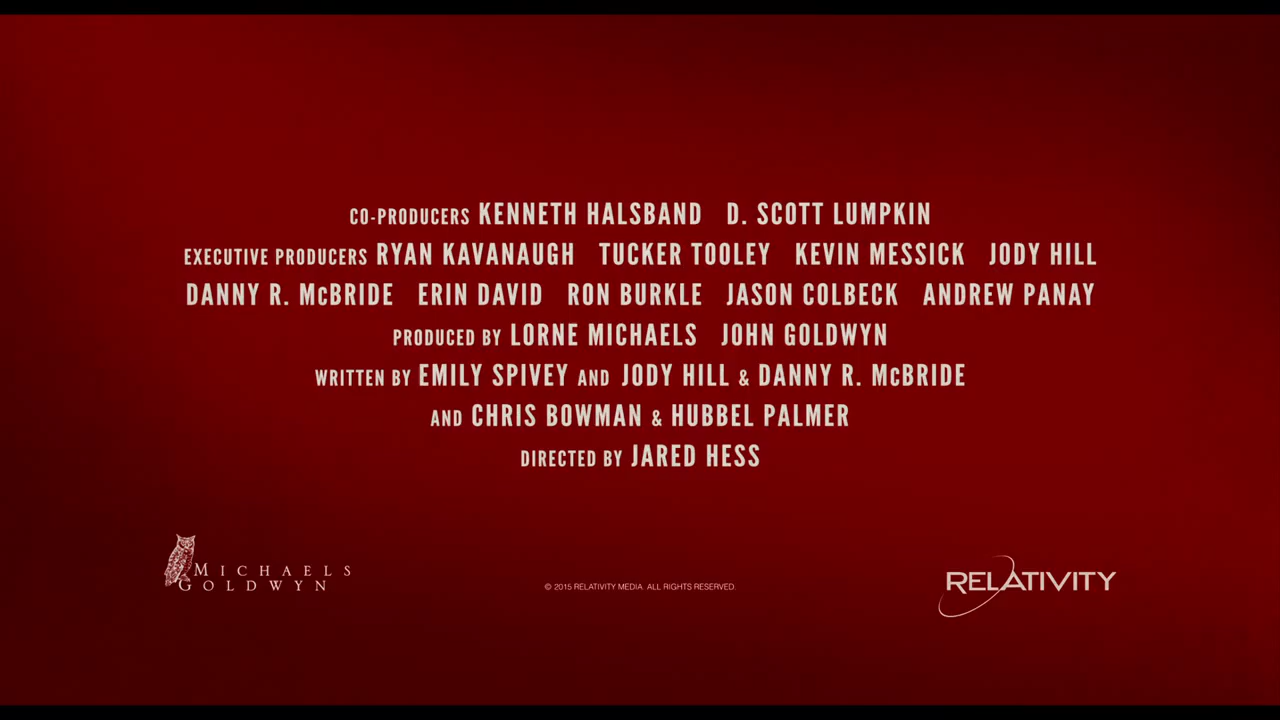 CO-PRODUCERS KENNETH HALSBAND D. SCOTT LUMPKIN
EXECUTIVE PRODUCERS RYAN KAVANAUGH TUCKER TOOLEY KEVIN MESSICK JODY HILL
DANNY R. McBRIDE ERIN DAVID RON BURKLE JASON COLBECK ANDREW PANAY
PRODUCED BY LORNE MICHAELS JOHN GOLDWYN
WRITTEN BY EMILY SPIVEY AND JODY HILL & DANNY R. McBRIDE
AND CHRIS BOWMAN & HUBBEL PALMER
DIRECTED BY JARED HESS
MICHAELS
GOLDWYN
© 2015 RELATIVITY MEDIA. ALL RIGHTS RESERVED.
RELATIVITY